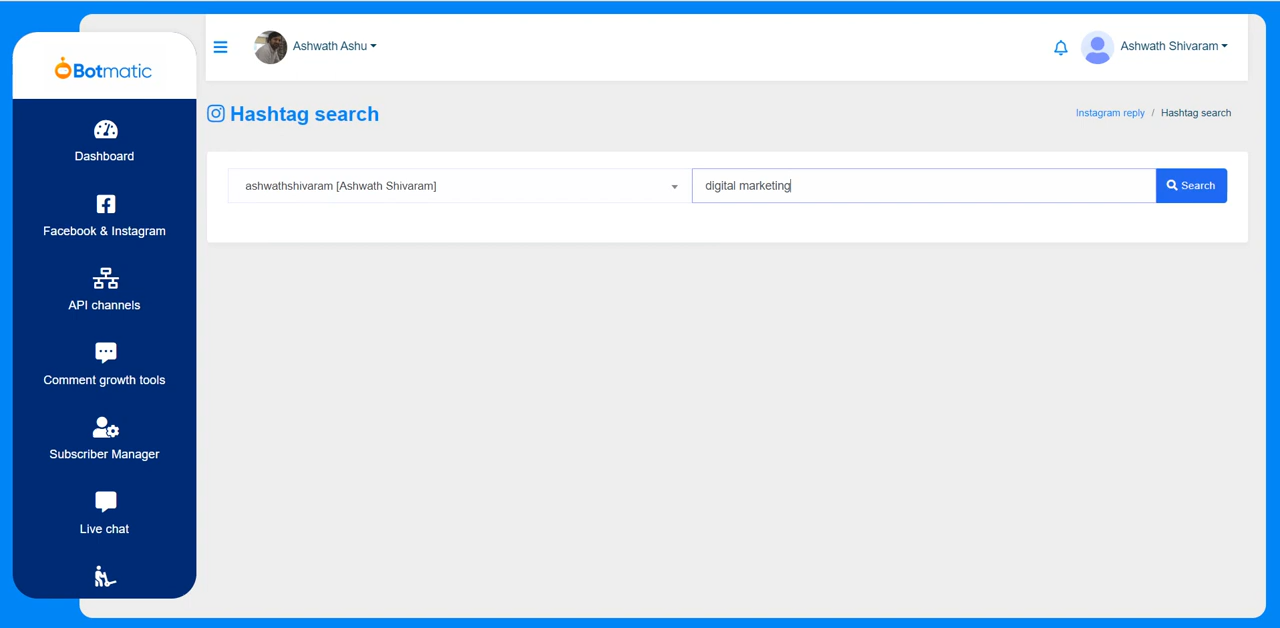 Botmatic
Ashwath Ashu
Ashwath Shivaram
Hashtag search
Instagram reply / Hashtag search
ashwathshivaram [Ashwath Shivaram]
digital marketing
Search
Dashboard
Facebook & Instagram
API channels
Comment growth tools
Subscriber Manager
Live chat